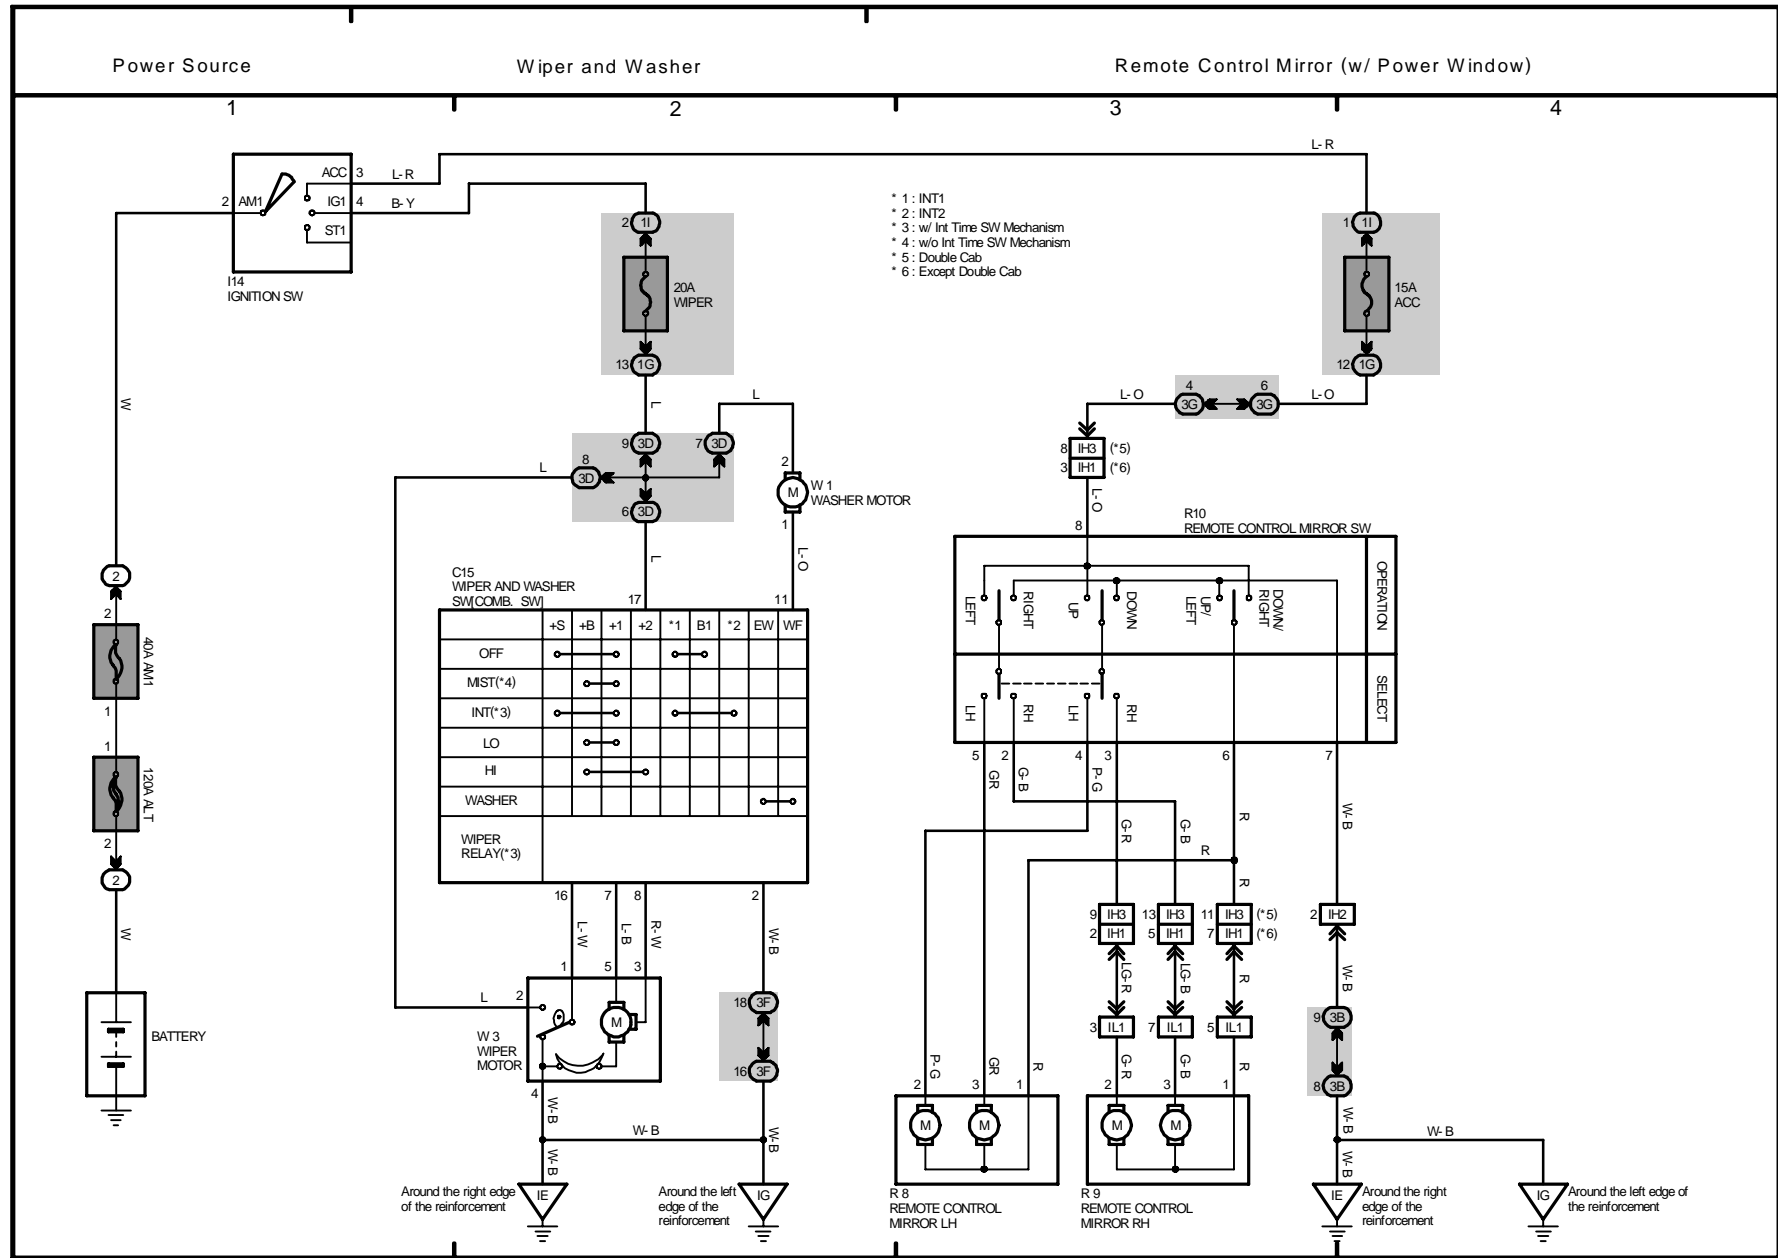 Power Source
Wiper and Washer
Remote Control Mirror (w/ Power Window)
1
2
3
4
L-R
ACC 3
L-R
2 AM1
IG1 4
B-Y
ST1
I14
IGNITION SW
* 1 : INT1
* 2 : INT2
* 3 : w/ Int Time SW Mechanism
* 4 : w/o Int Time SW Mechanism
* 5 : Double Cab
* 6 : Except Double Cab
2 1I
20A
WIPER
13 1G
1 1I
15A
ACC
12 1G
W
L
L
4
3G
6
3G
L-O
L-O
9 3D
7 3D
8
3D
L
6 3D
2
M
W 1
WASHER MOTOR
1
8 IH3 (*5)
3 IH1 (*6)
L-O
8
R10
REMOTE CONTROL MIRROR SW
L
L-O
C15
WIPER AND WASHER
SW[COMB. SW]
17
11
+S +B +1 +2 *1 B1 *2 EW WF
OFF
MIST(*4)
INT(*3)
LO
HI
WASHER
WIPER
RELAY(*3)
OPERATION
LEFT
RIGHT
UP
DOWN
UP/
LEFT
DOWN/
RIGHT
SELECT
LH
RH
LH
RH
2
2
40A AM1
1
1
120A ALT
2
2
W
BATTERY
5
2
4
3
6
7
GR
G-B
P-G
G-R
G-B
R
R
W-B
R
16
7
8
2
L-W
L-B
R-W
W-B
1
5
3
L
2
M
W 3
WIPER
MOTOR
4
W-B
W-B
W-B
18 3F
16 3F
W-B
9 IH3
2 IH1
13 IH3
5 IH1
11 IH3 (*5)
7 IH1 (*6)
2 IH2
LG-R
LG-B
R
W-B
3 IL1
7 IL1
5 IL1
9 3B
8 3B
P-G
GR
R
G-R
G-B
R
2
3
1
2
3
1
M
M
M
M
W-B
W-B
W-B
Around the right edge
of the reinforcement
IE
Around the left
edge of the
reinforcement
IG
R 8
REMOTE CONTROL
MIRROR LH
R 9
REMOTE CONTROL
MIRROR RH
IE
Around the right
edge of the
reinforcement
IG
Around the left edge of
the reinforcement